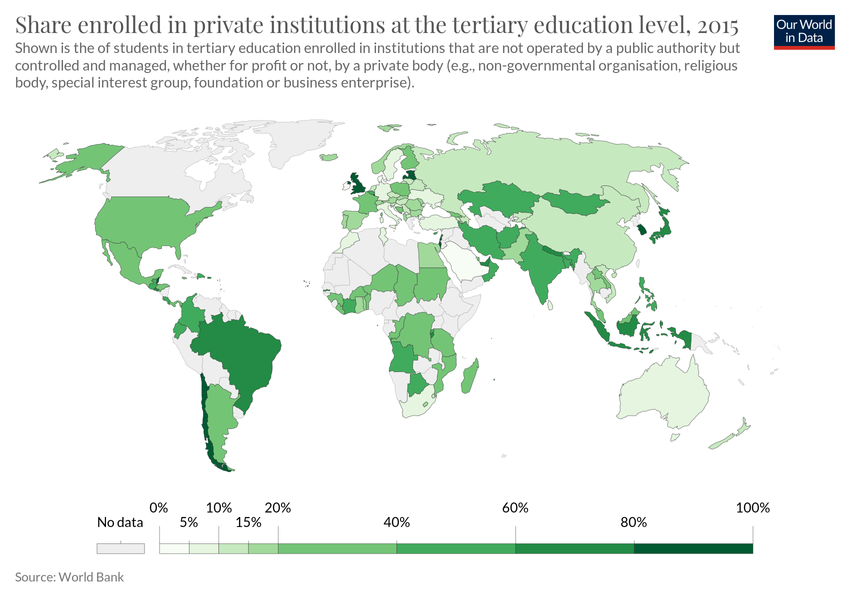 Share enrolled in private institutions at the tertiary education level, 2015
Our World
in Data
Shown is the of students in tertiary education enrolled in institutions that are not operated by a public authority but
controlled and managed, whether for profit or not, by a private body (e.g., non-governmental organisation, religious
body, special interest group, foundation or business enterprise).
0% 10% 20% 40% 60% 80% 100%
No data 5% 15%
Source: World Bank